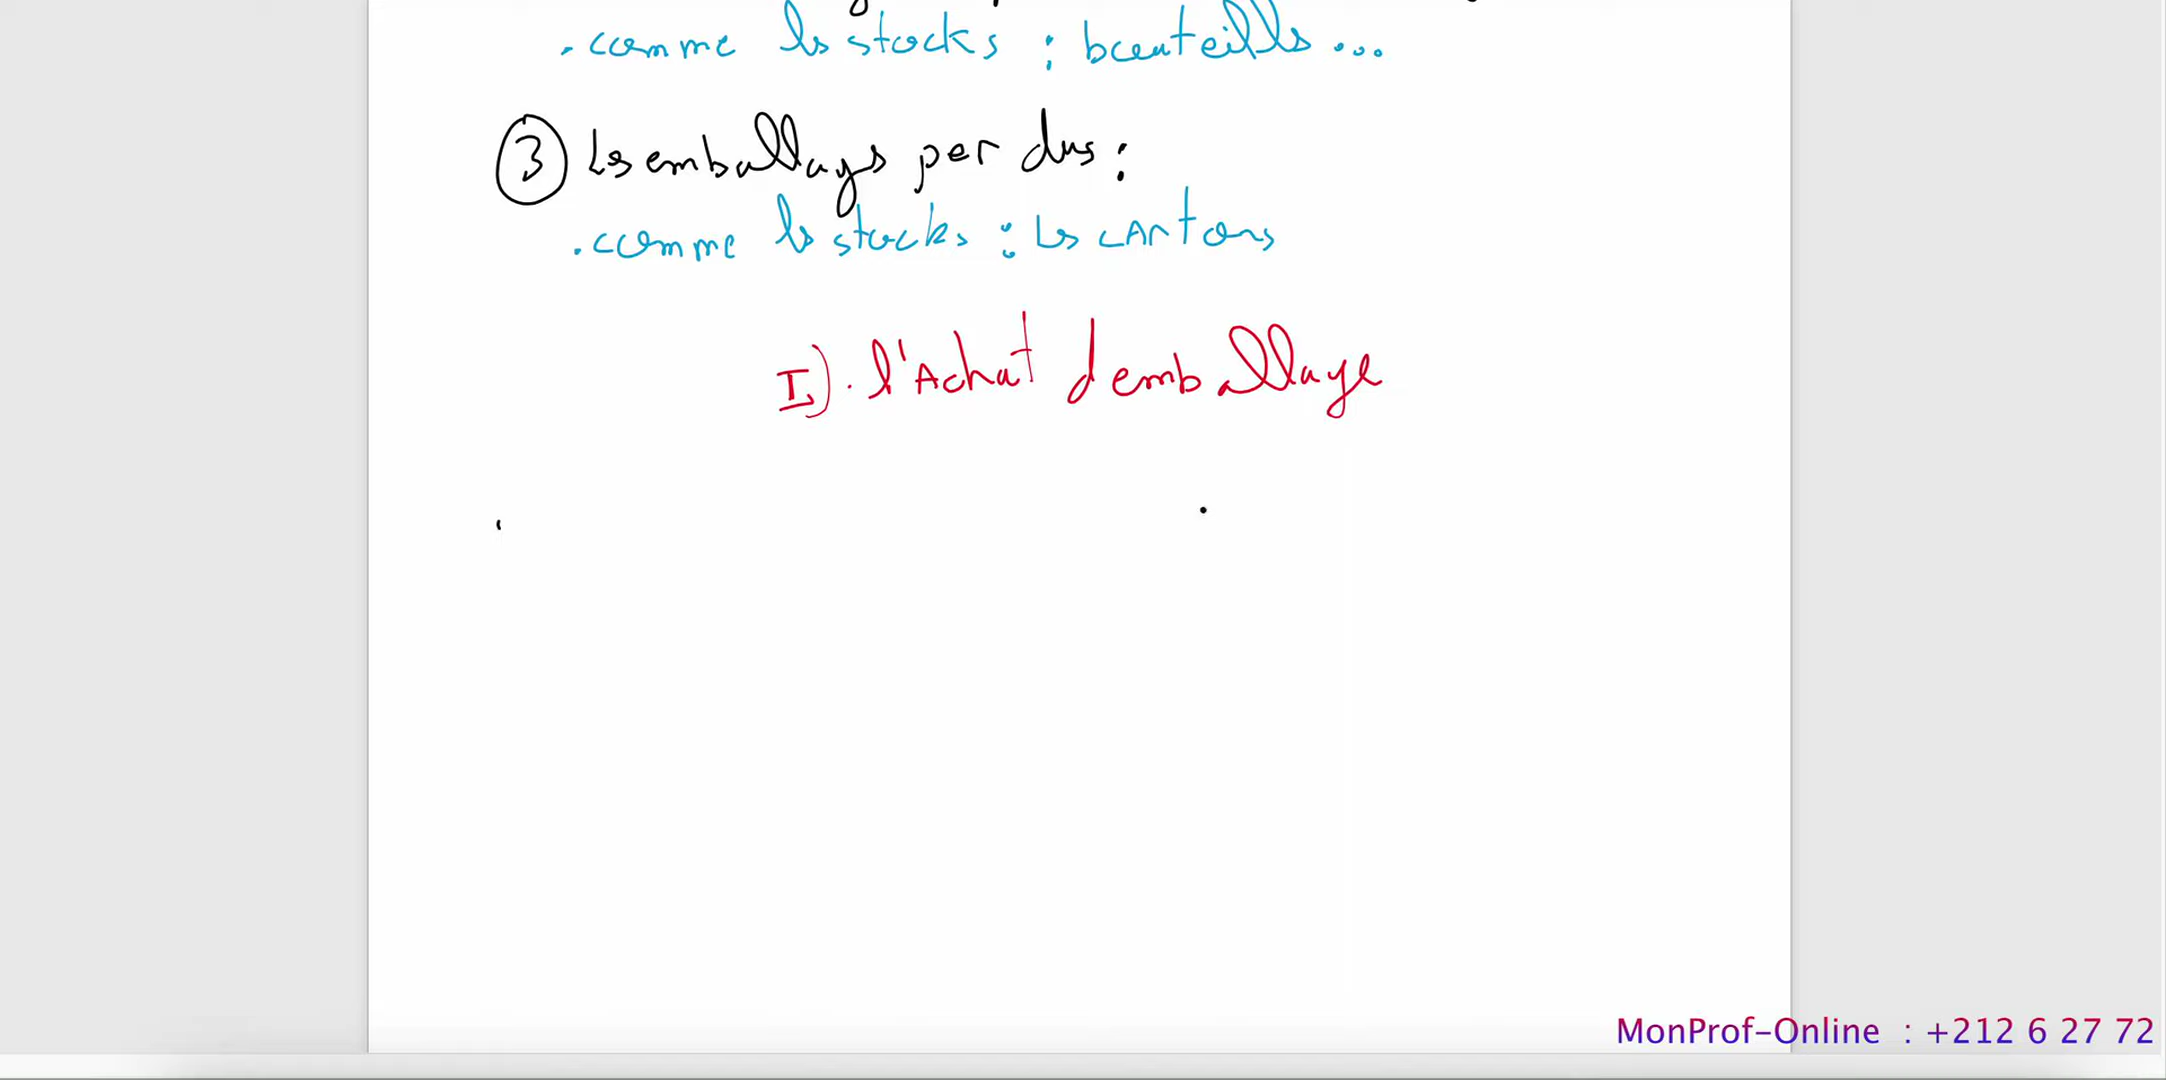 . comme les stocks : bouteills ...
③ Les emballages perdus :
. comme les stocks : Les cArtons
I) . l'Achat d'emballage
MonProf-Online : +212 6 27 72